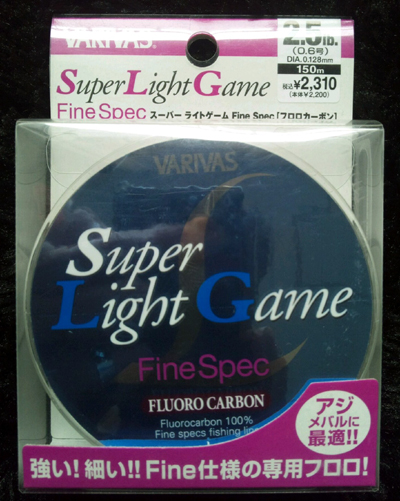 VARIVAS®
2.5lb.
(0.6号)
DIA.0.128mm
150m
税込¥2,310
(本体¥2,200)
Super Light Game
Fine Spec スーパー ライトゲーム Fine Spec [フロロカーボン]
VARIVAS
Super
Light Game
Fine Spec
FLUORO CARBON
Fluorocarbon 100%
Fine specs fishing line
アジ
メバルに
最適!!
強い!細い!!Fine仕様の専用フロロ!